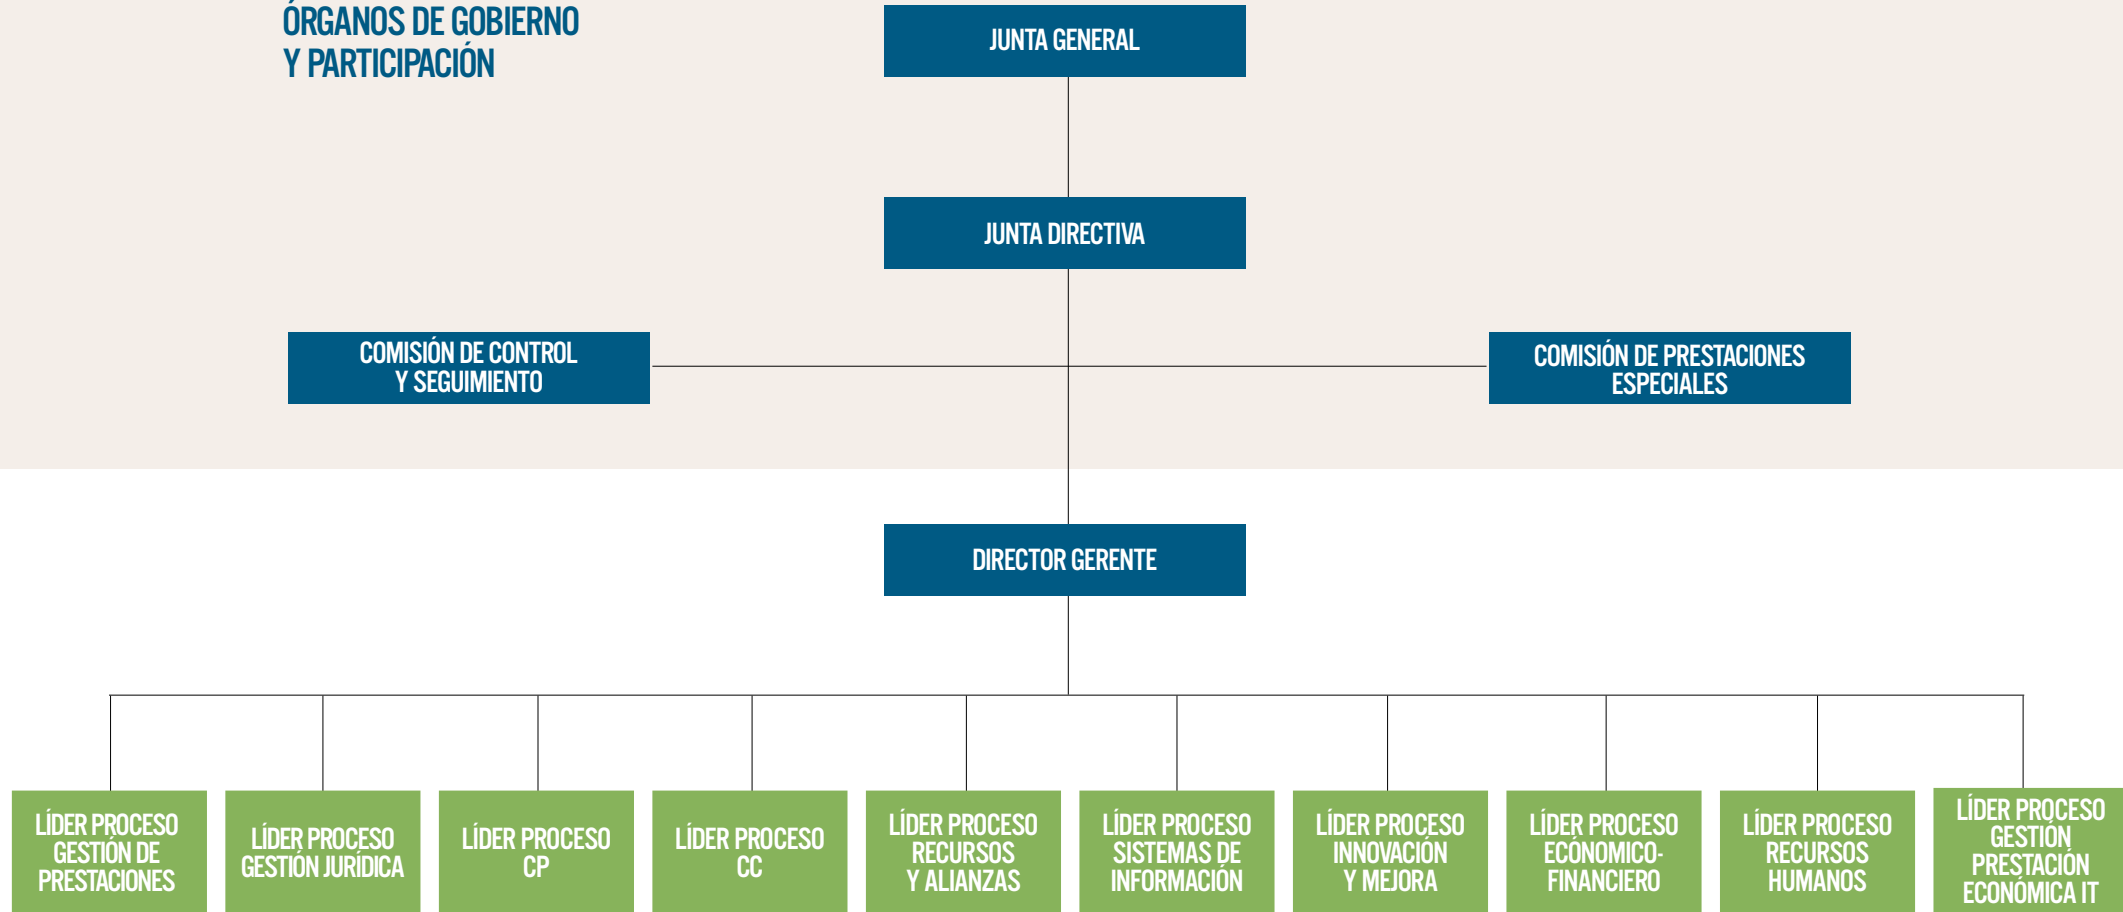 ÓRGANOS DE GOBIERNO
Y PARTICIPACIÓN
JUNTA GENERAL
JUNTA DIRECTIVA
COMISIÓN DE CONTROL
Y SEGUIMIENTO
COMISIÓN DE PRESTACIONES
ESPECIALES
DIRECTOR GERENTE
LÍDER PROCESO
GESTIÓN DE
PRESTACIONES
LÍDER PROCESO
GESTIÓN JURÍDICA
LÍDER PROCESO
CP
LÍDER PROCESO
CC
LÍDER PROCESO
RECURSOS
Y ALIANZAS
LÍDER PROCESO
SISTEMAS DE
INFORMACIÓN
LÍDER PROCESO
INNOVACIÓN
Y MEJORA
LÍDER PROCESO
ECÓNOMICO-
FINANCIERO
LÍDER PROCESO
RECURSOS
HUMANOS
LÍDER PROCESO
GESTIÓN
PRESTACIÓN
ECONÓMICA IT